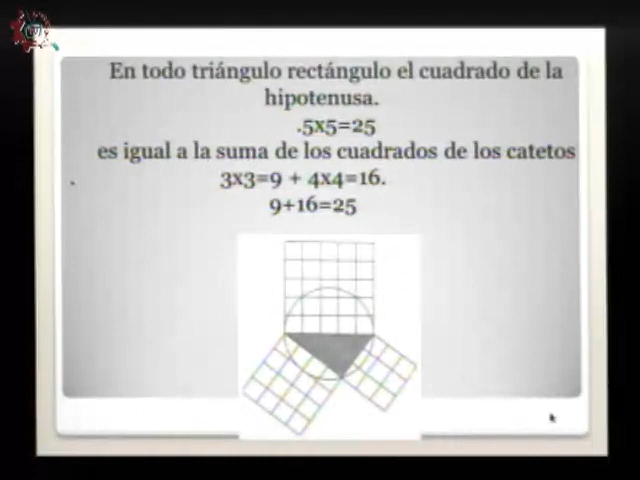 En todo triángulo rectángulo el cuadrado de la
hipotenusa.
.5x5=25
es igual a la suma de los cuadrados de los catetos
3x3=9 + 4x4=16.
9+16=25